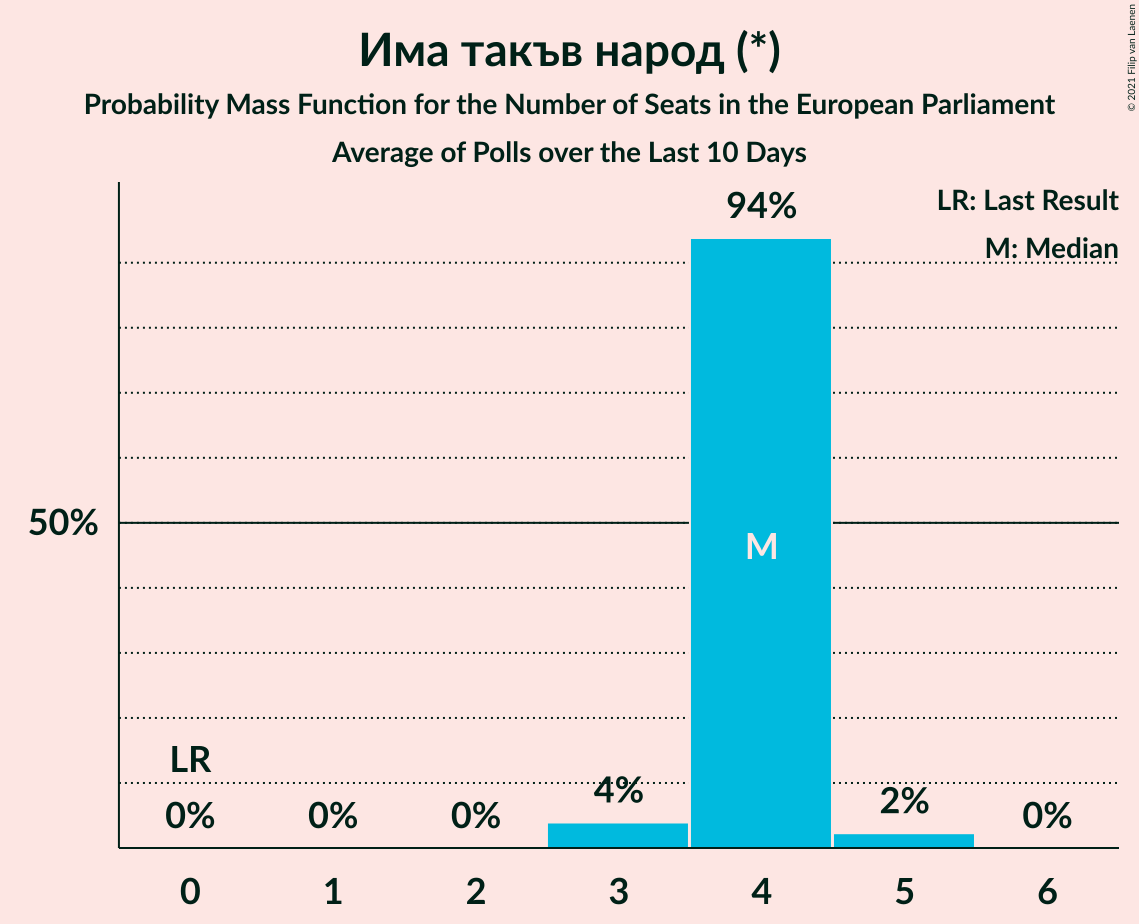 Има такъв народ (*)
Probability Mass Function for the Number of Seats in the European Parliament
Average of Polls over the Last 10 Days
© 2021 Filip van Laenen
LR: Last Result
M: Median
94%
50%
M
LR
0%
0%
0%
4%
2%
0%
0
1
2
3
4
5
6